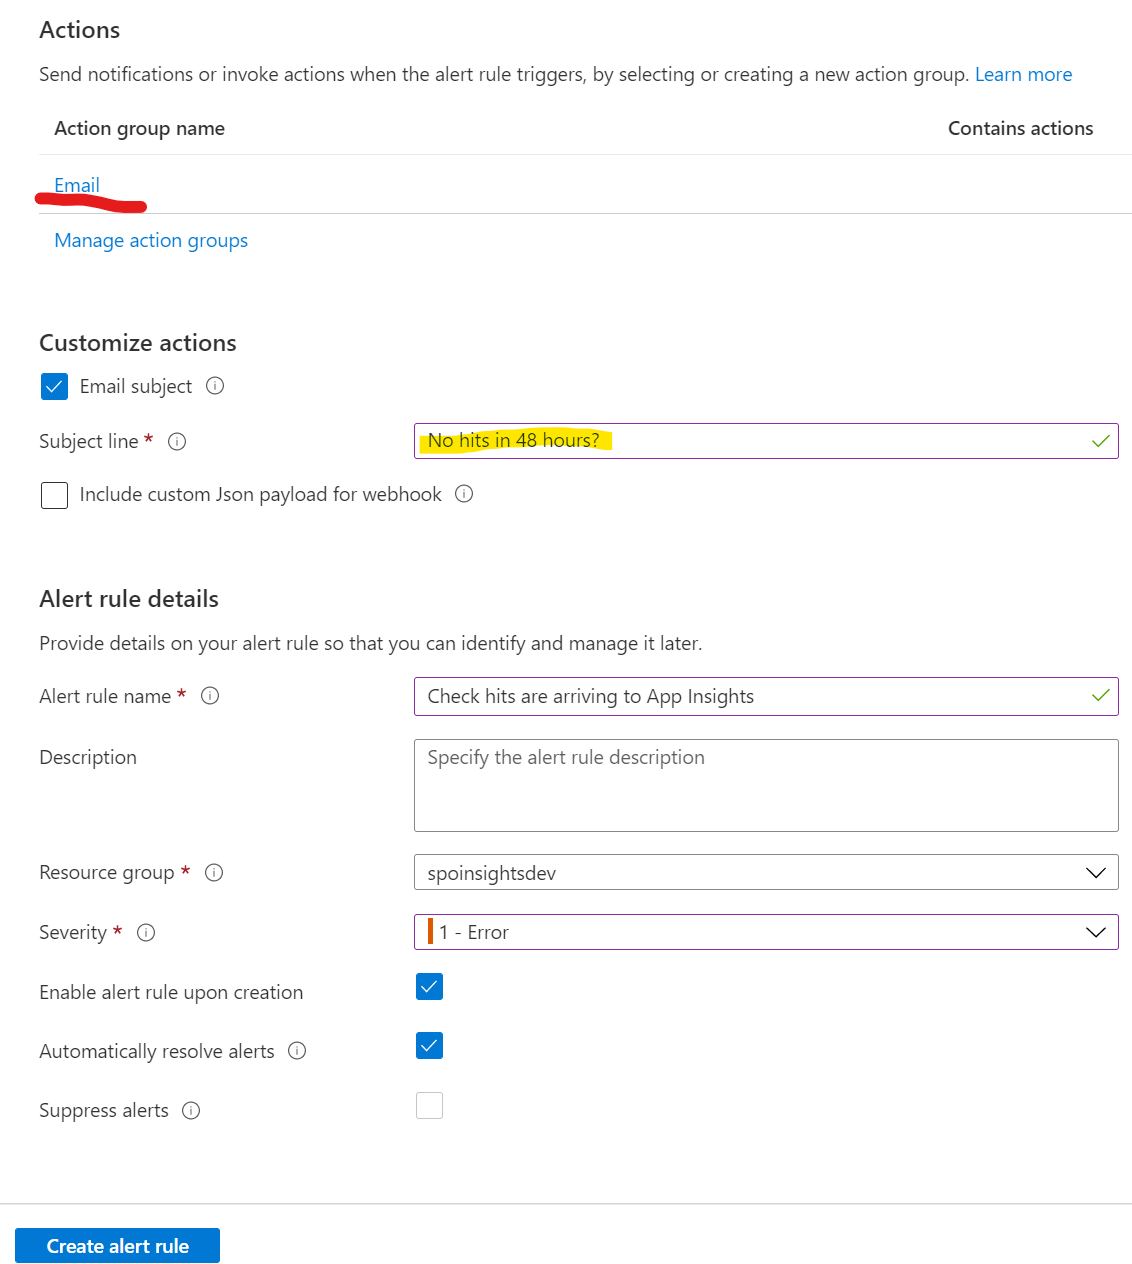 Actions
Send notifications or invoke actions when the alert rule triggers, by selecting or creating a new action group. Learn more
Action group name Contains actions
Email
Manage action groups
Customize actions
Email subject
Subject line *
No hits in 48 hours?
Include custom Json payload for webhook
Alert rule details
Provide details on your alert rule so that you can identify and manage it later.
Alert rule name *
Check hits are arriving to App Insights
Description
Specify the alert rule description
Resource group *
spoinsightsdev
Severity *
1 - Error
Enable alert rule upon creation
Automatically resolve alerts
Suppress alerts
Create alert rule